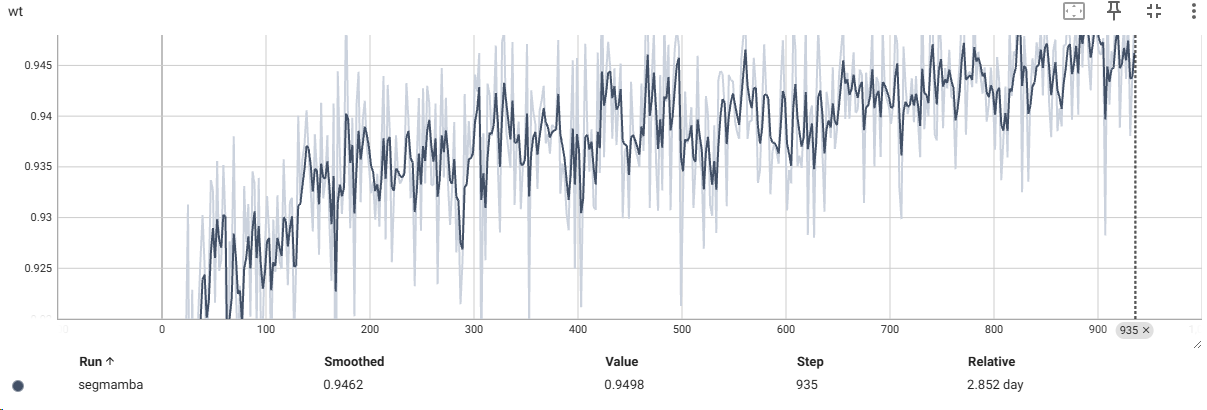 wt
0.945
0.94
0.935
0.93
0.925
0 100 200 300 400 500 600 700 800 900 935 ×
Run ↑ Smoothed Value Step Relative
segmamba 0.9462 0.9498 935 2.852 day